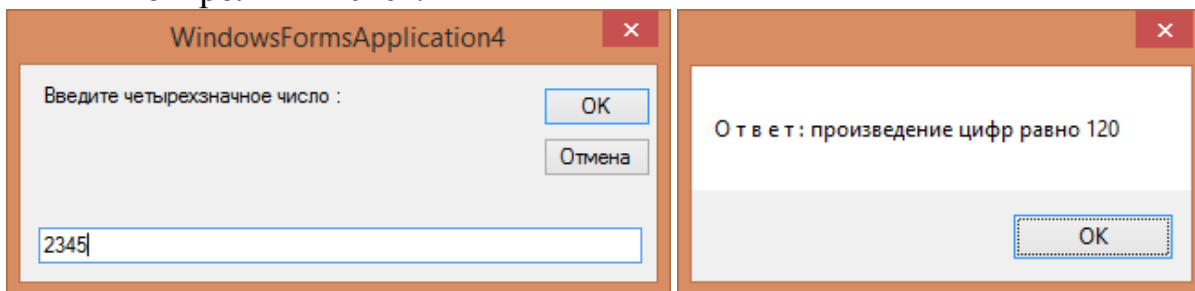 WindowsFormsApplication4
Введите четырехзначное число :
OK
Отмена
2345
О т в е т : произведение цифр равно 120
OK